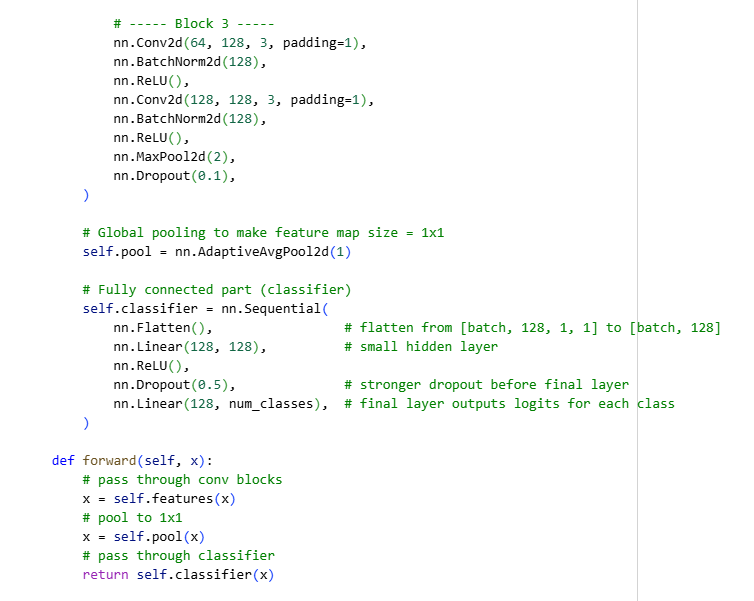 # ----- Block 3 -----
nn.Conv2d(64, 128, 3, padding=1),
nn.BatchNorm2d(128),
nn.ReLU(),
nn.Conv2d(128, 128, 3, padding=1),
nn.BatchNorm2d(128),
nn.ReLU(),
nn.MaxPool2d(2),
nn.Dropout(0.1),
)
# Global pooling to make feature map size = 1x1
self.pool = nn.AdaptiveAvgPool2d(1)
# Fully connected part (classifier)
self.classifier = nn.Sequential(
nn.Flatten(), # flatten from [batch, 128, 1, 1] to [batch, 128]
nn.Linear(128, 128), # small hidden layer
nn.ReLU(),
nn.Dropout(0.5), # stronger dropout before final layer
nn.Linear(128, num_classes), # final layer outputs logits for each class
)
def forward(self, x):
# pass through conv blocks
x = self.features(x)
# pool to 1x1
x = self.pool(x)
# pass through classifier
return self.classifier(x)